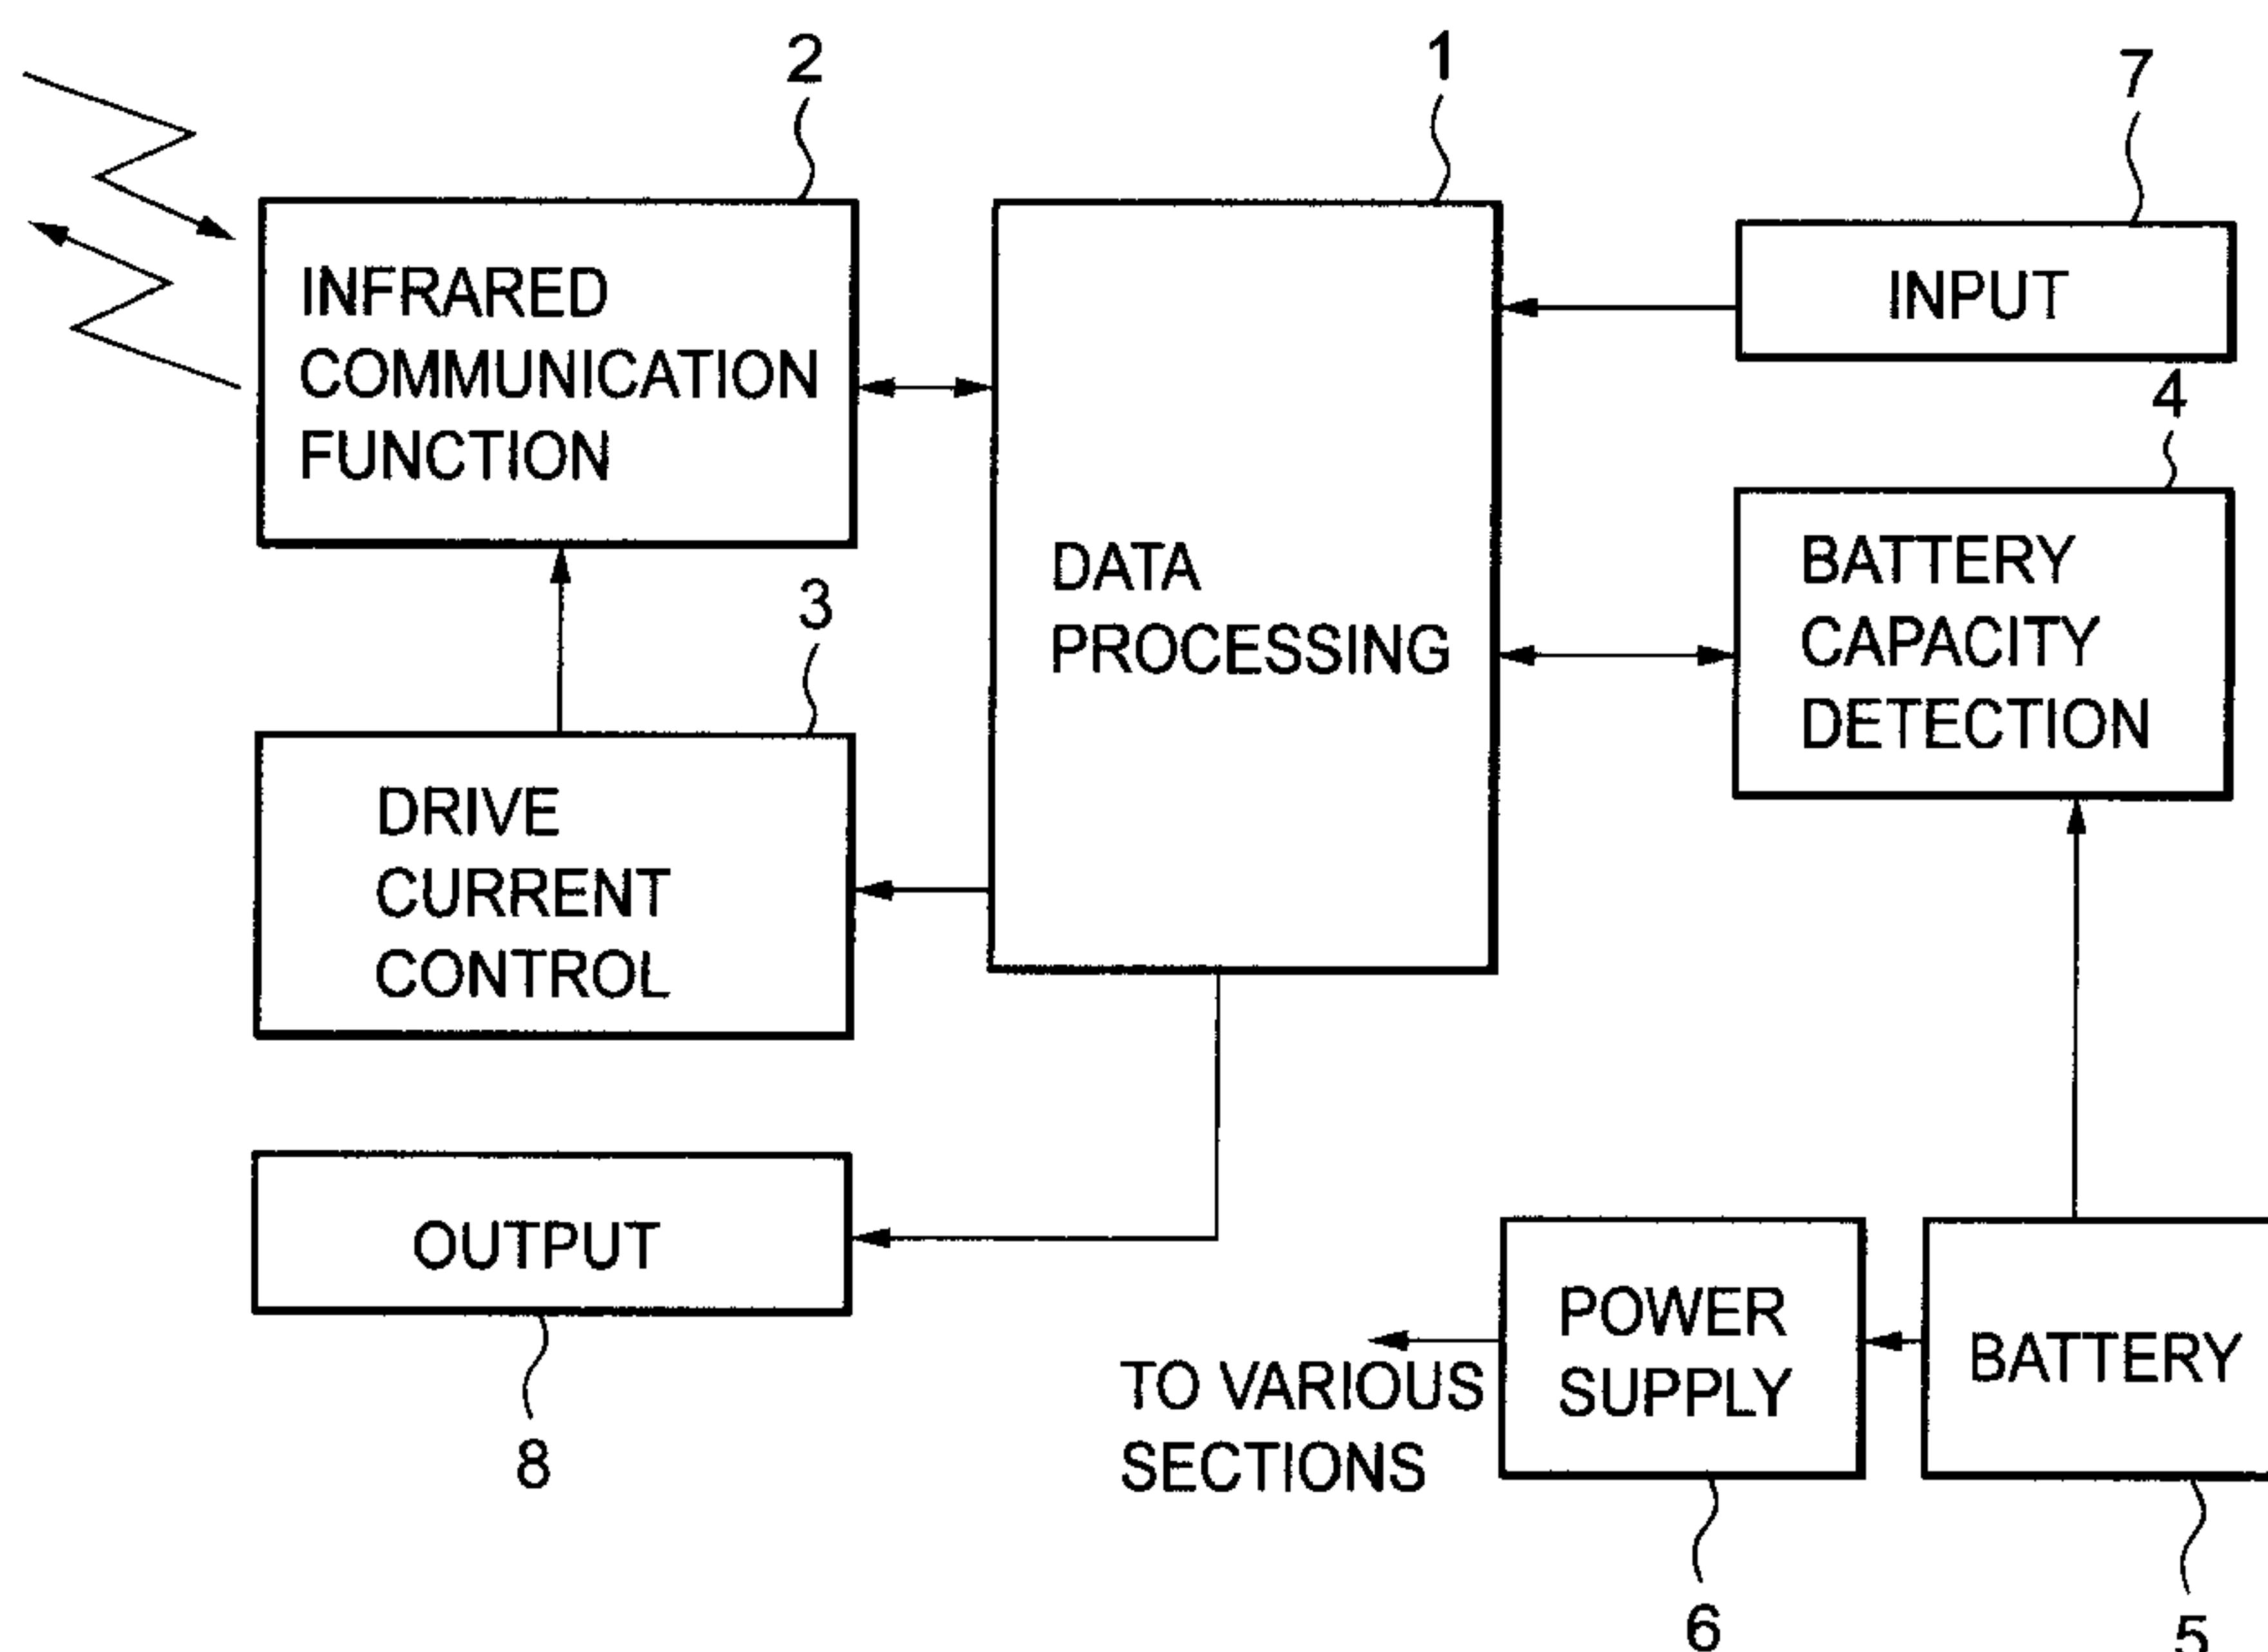 2
1
7
INFRARED
COMMUNICATION
FUNCTION
INPUT
4
DATA
PROCESSING
BATTERY
CAPACITY
DETECTION
3
DRIVE
CURRENT
CONTROL
OUTPUT
8
TO VARIOUS
SECTIONS
POWER
SUPPLY
BATTERY
6
5